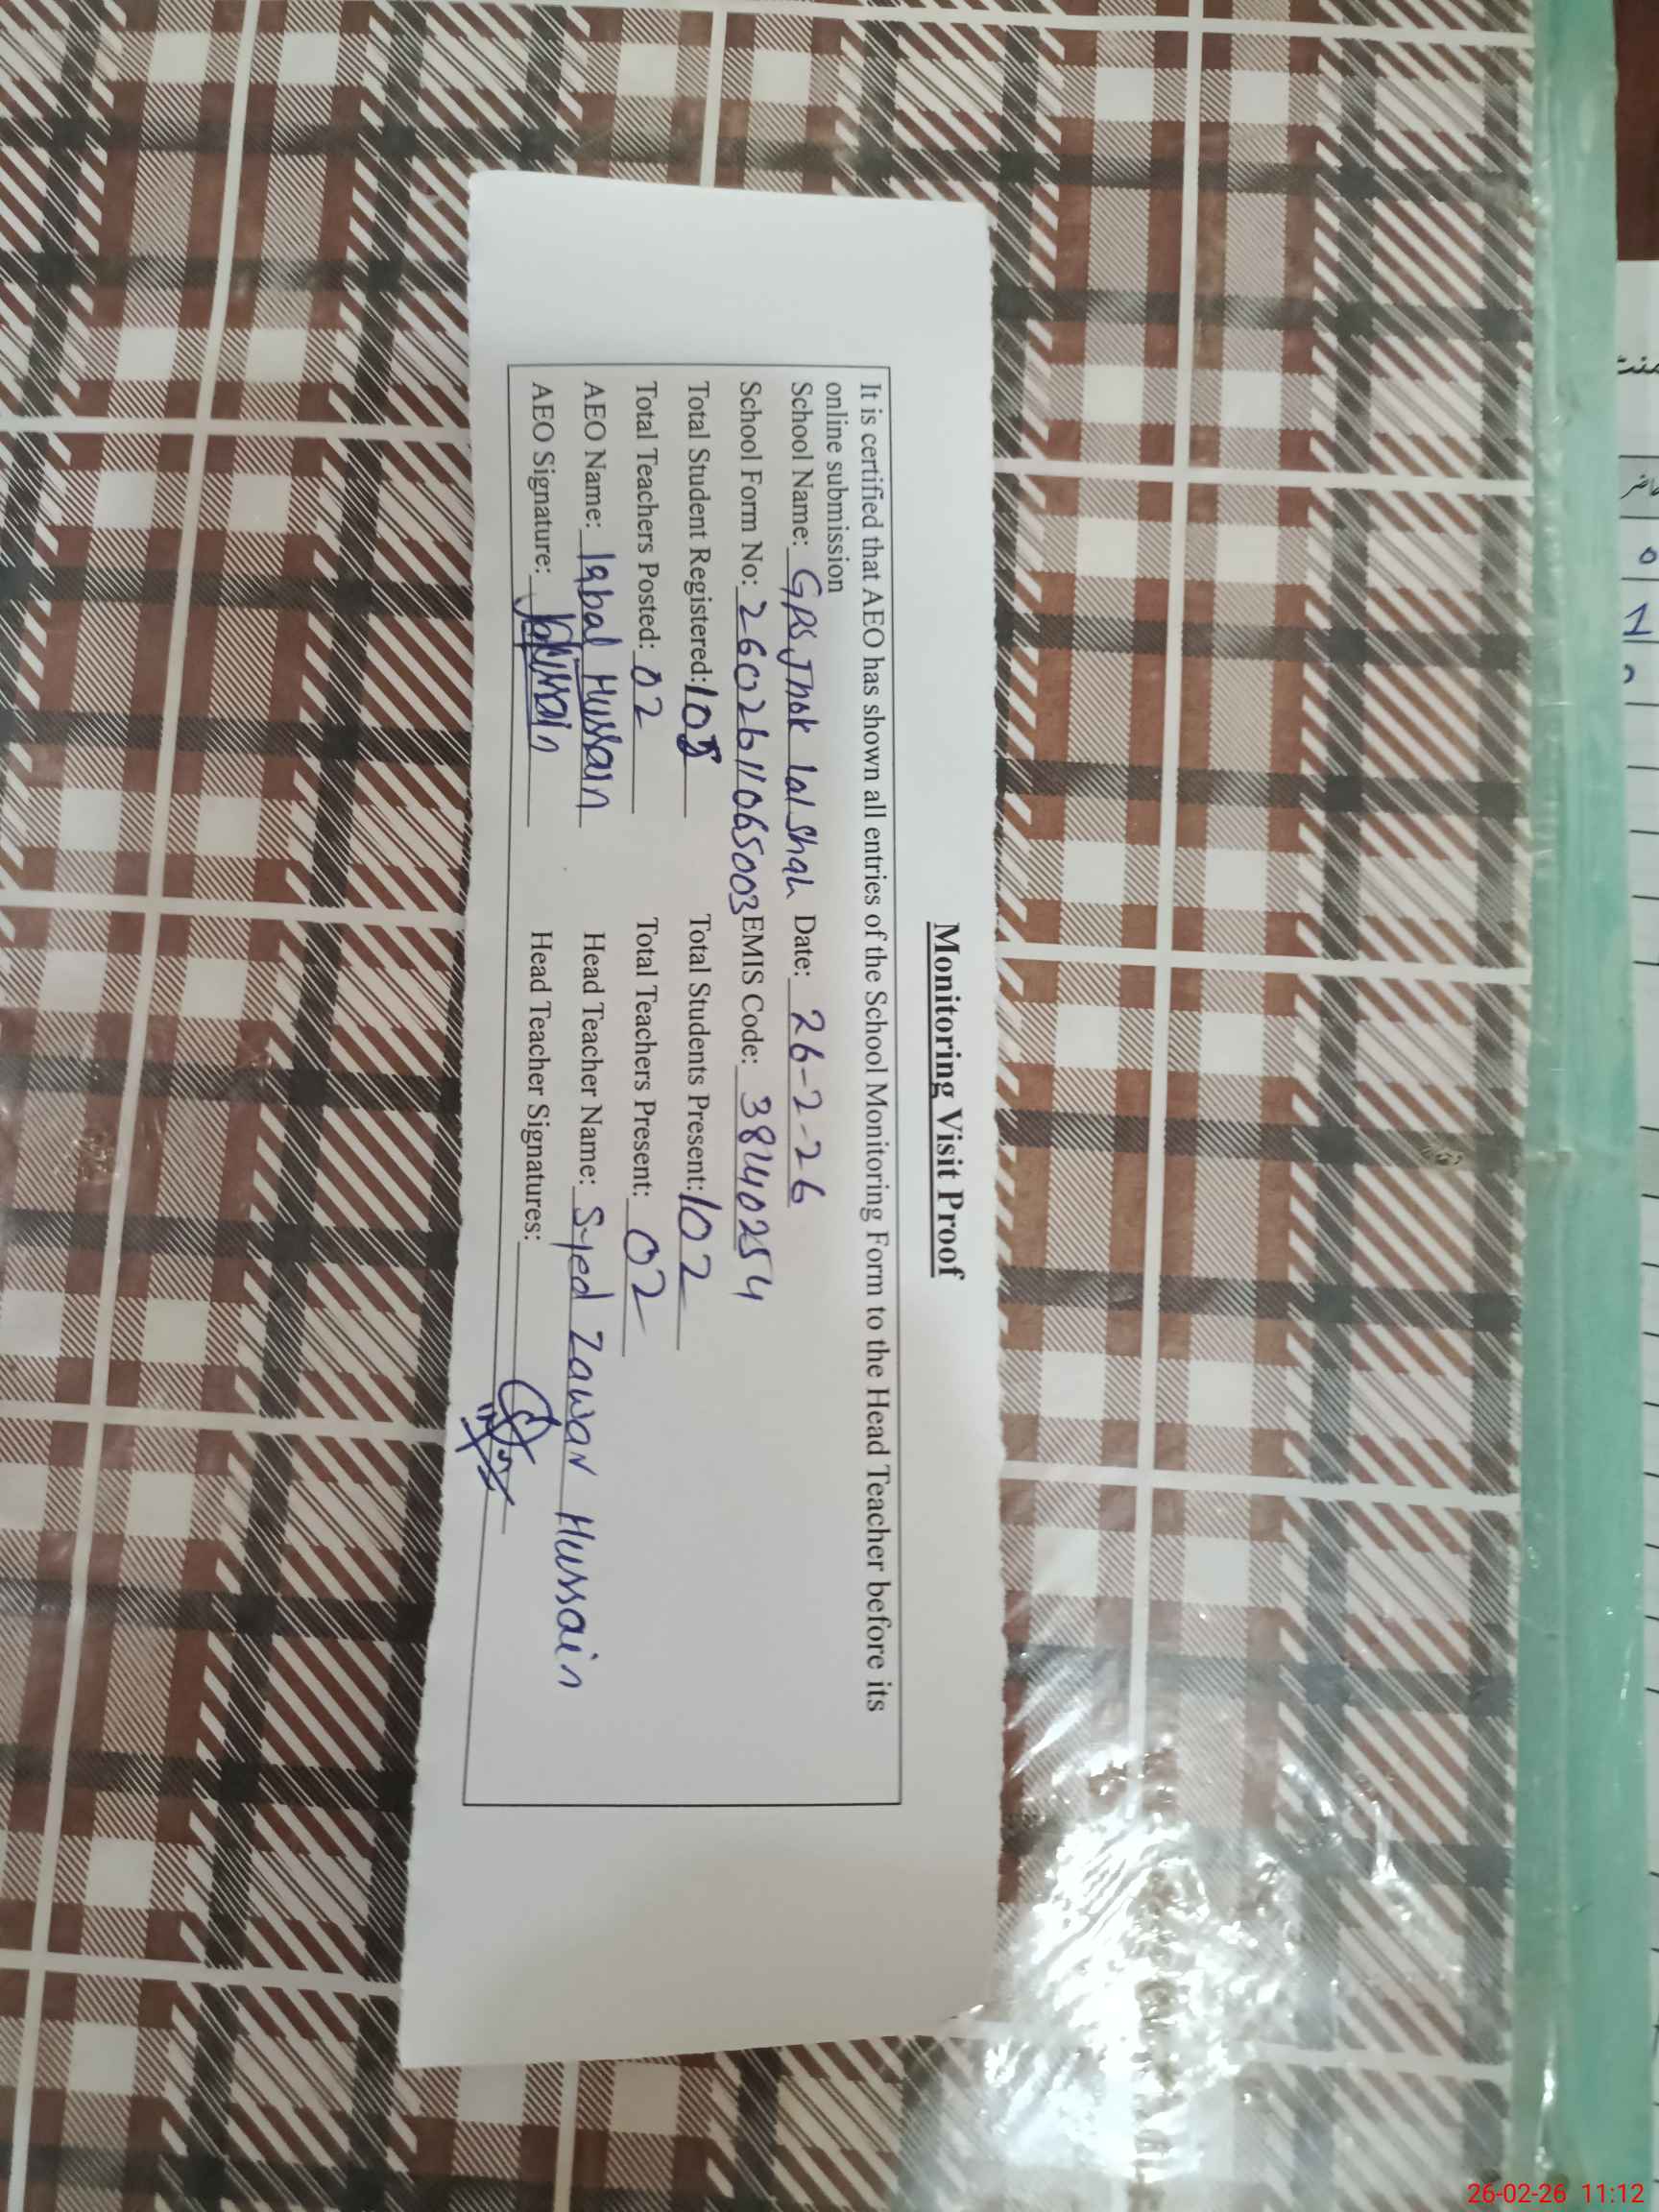 Monitoring Visit Proof
It is certified that AEO has shown all entries of the School Monitoring Form to the Head Teacher before its
online submission
School Name: GPS Jhok lal Shah Date: 26-2-26
School Form No: 2602611065003 EMIS Code: 38440254
Total Student Registered: Total Students Present: 102
Total Teachers Posted: 02 Total Teachers Present: 02
AEO Name: Iqbal Hussain Head Teacher Name: Syed Zawar Hussain
AEO Signature: Head Teacher Signatures:
حاضر
26-02-26 11:12